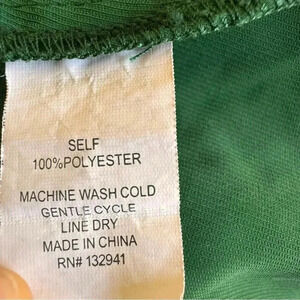 SELF
100%POLYESTER
MACHINE WASH COLD
GENTLE CYCLE
LINE DRY
MADE IN CHINA
RN# 132941